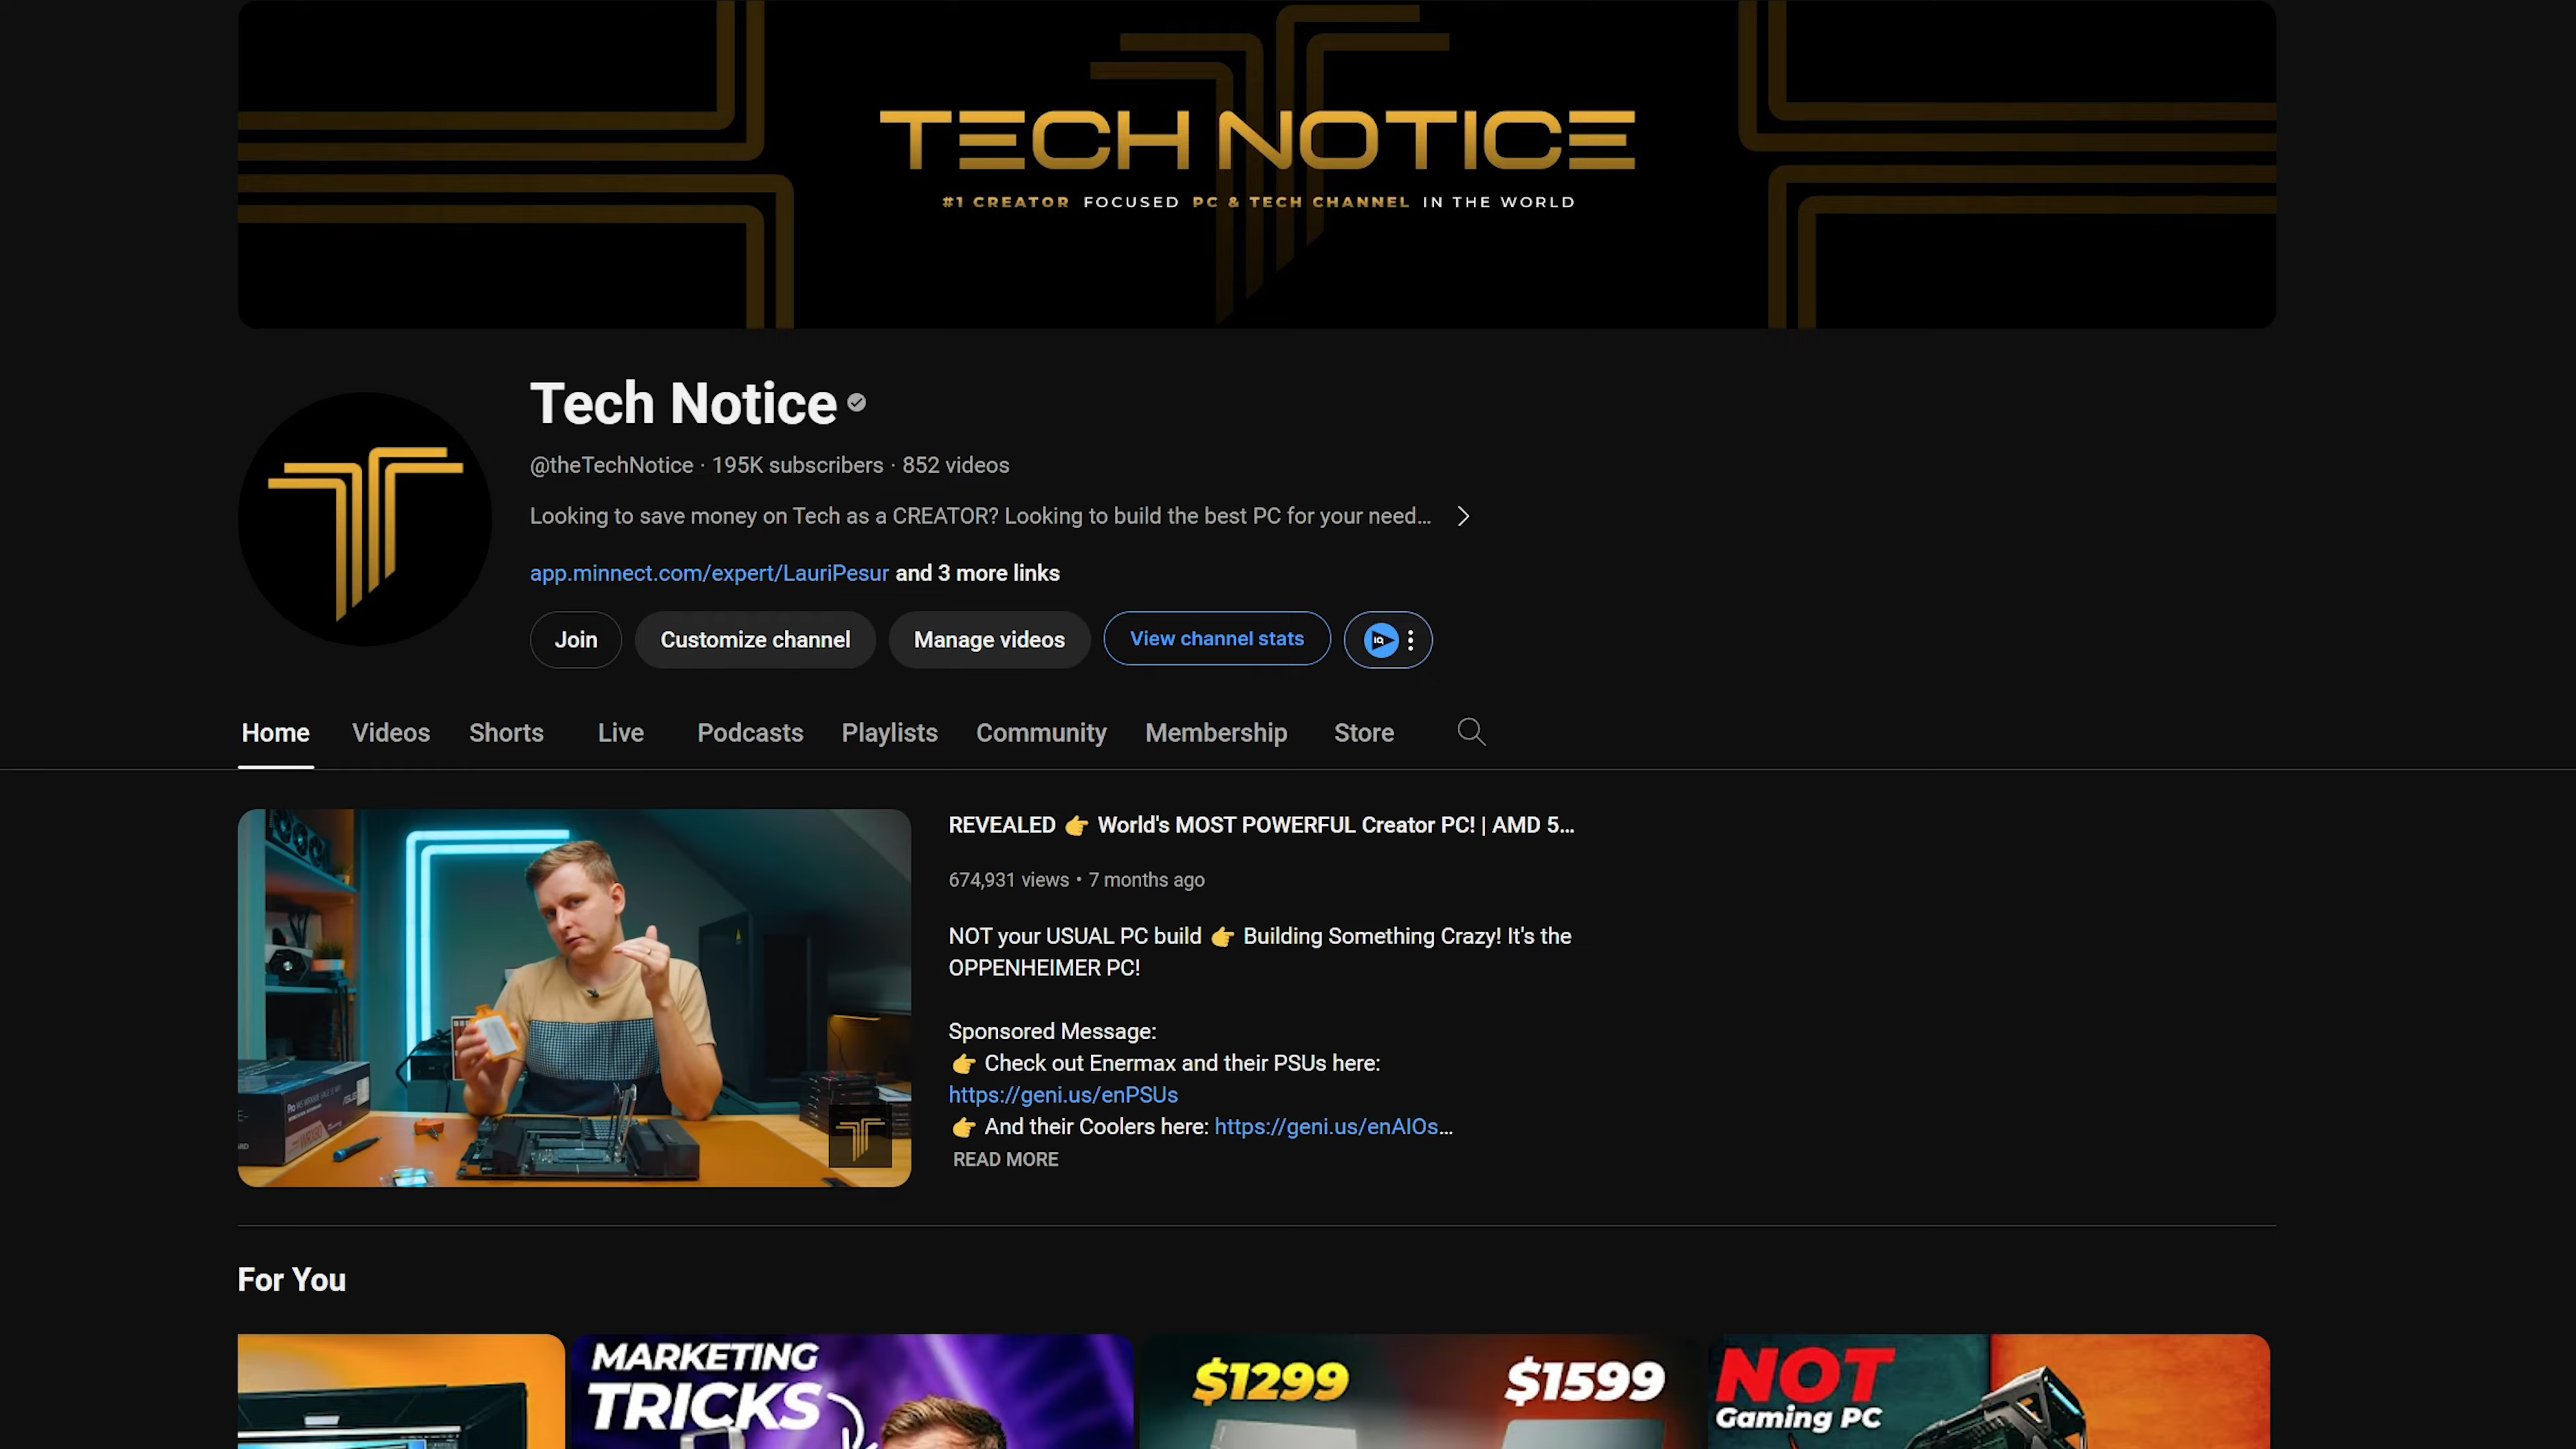 TECH NOTICE
#1 CREATOR FOCUSED PC & TECH CHANNEL IN THE WORLD
Tech Notice
@theTechNotice · 195K subscribers · 852 videos
Looking to save money on Tech as a CREATOR? Looking to build the best PC for your need...
app.minnect.com/expert/LauriPesur and 3 more links
Join Customize channel Manage videos View channel stats IQ
Home Videos Shorts Live Podcasts Playlists Community Membership Store
REVEALED 👉 World's MOST POWERFUL Creator PC! | AMD 5...
674,931 views • 7 months ago
NOT your USUAL PC build 👉 Building Something Crazy! It's the
OPPENHEIMER PC!
Sponsored Message:
👉 Check out Enermax and their PSUs here:
https://geni.us/enPSUs
👉 And their Coolers here: https://geni.us/enAIOs...
READ MORE
For You
MARKETING
TRICKS
$1299 $1599
NOT
Gaming PC